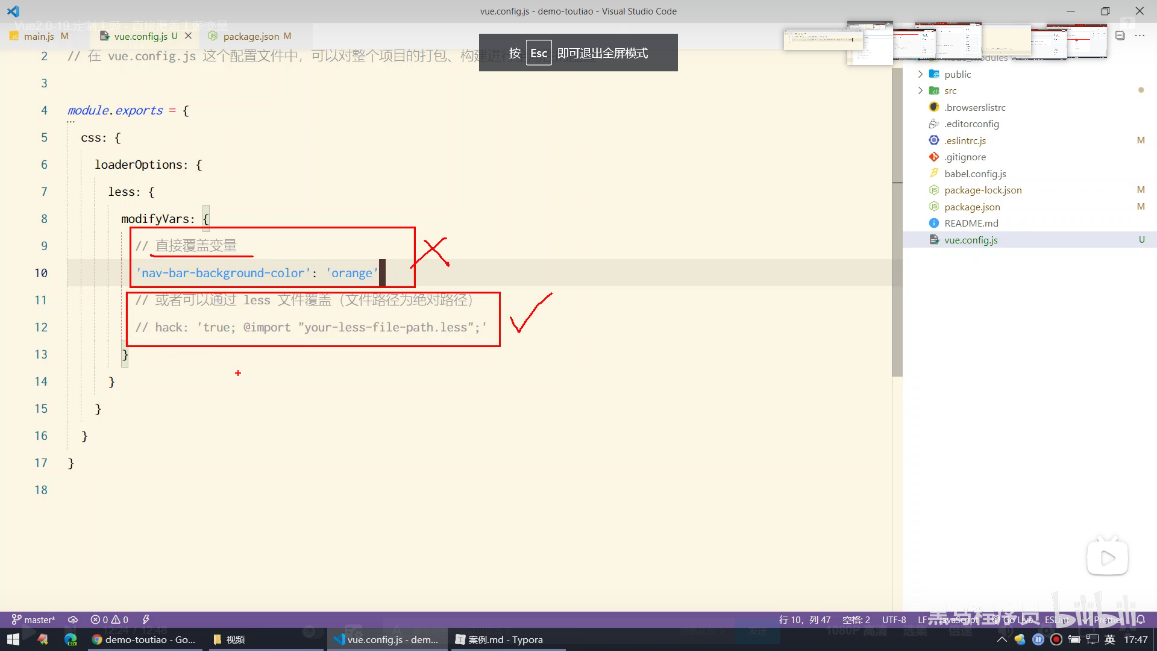 vue.config.js - demo-toutiao - Visual Studio Code
main.js M
vue.config.js U
package.json M
按 Esc 即可退出全屏模式
2 // 在 vue.config.js 这个配置文件中，可以对整个项目的打包、构建进
3
4 module.exports = {
5 css: {
6 loaderOptions: {
7 less: {
8 modifyVars: {
9 // 直接覆盖变量
10 'nav-bar-background-color': 'orange'
11 // 或者可以通过 less 文件覆盖（文件路径为绝对路径）
12 // hack: 'true; @import "your-less-file-path.less";'
13 }
14 }
15 }
16 }
17 }
18
public
src
.browserslistrc
.editorconfig
.eslintrc.js M
.gitignore
babel.config.js
package-lock.json M
package.json M
README.md
vue.config.js U
黑马程序员 bilibili
master* 0 0
行 10，列 47 空格: 2 UTF-8 LF
demo-toutiao - Go...
视频
vue.config.js - dem...
案例.md - Typora
英 17:47